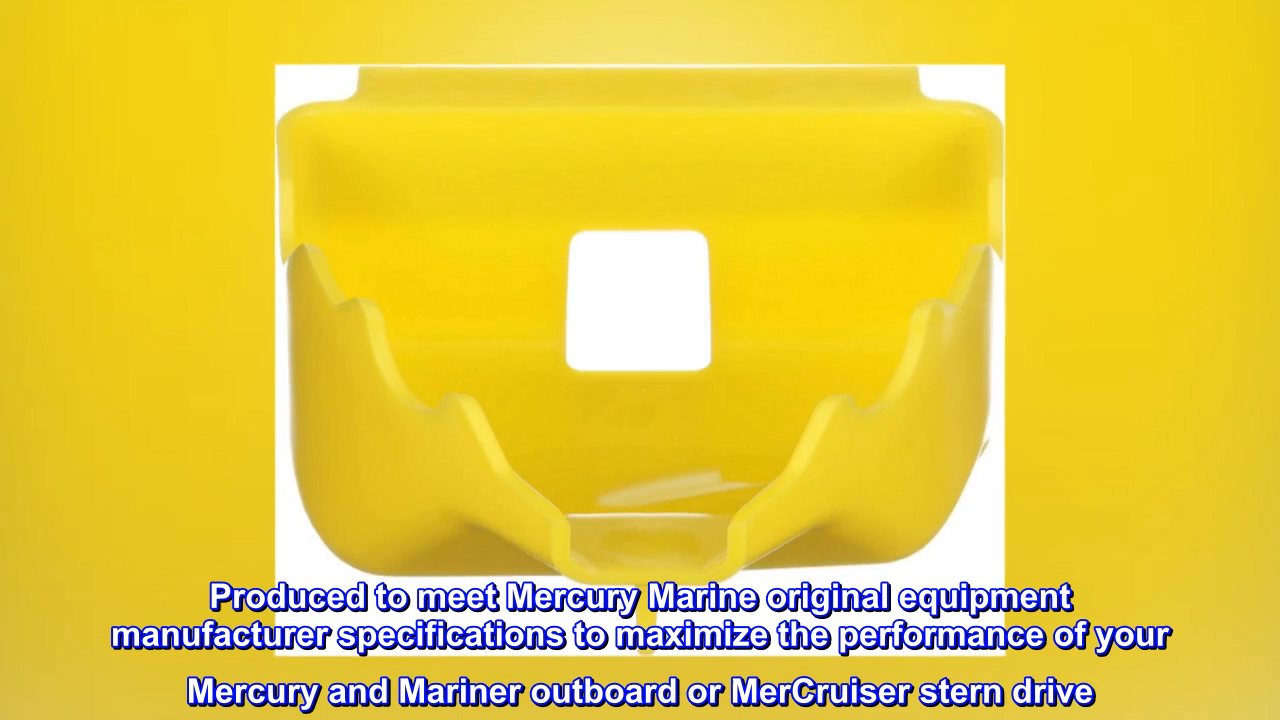 Produced to meet Mercury Marine original equipment
manufacturer specifications to maximize the performance of your
Mercury and Mariner outboard or MerCruiser stern drive